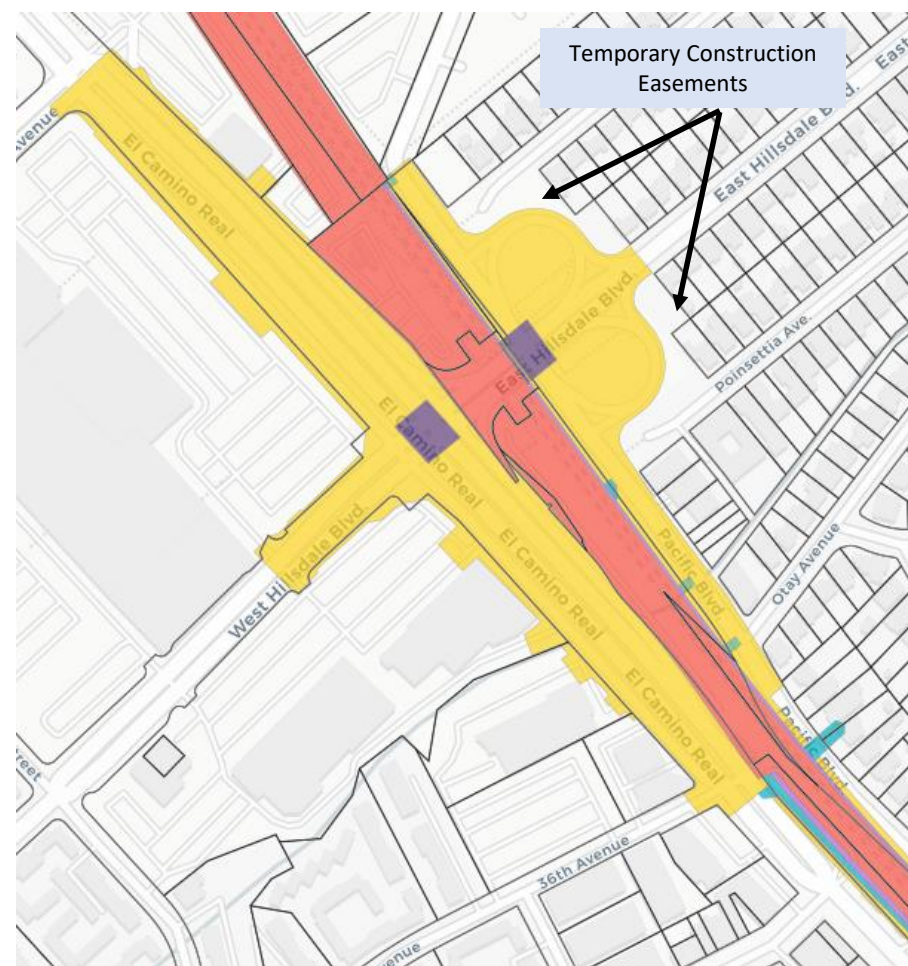 Temporary Construction
Easements
East
Avenue
El Camino Real
East Hillsdale Blvd.
East Hillsdale Blvd.
Poinsettia Ave.
El Camino Real
West Hillsdale Blvd.
El Camino Real
Pacific Blvd.
Otay Avenue
El Camino Real
Pacific Blvd.
Street
36th Avenue